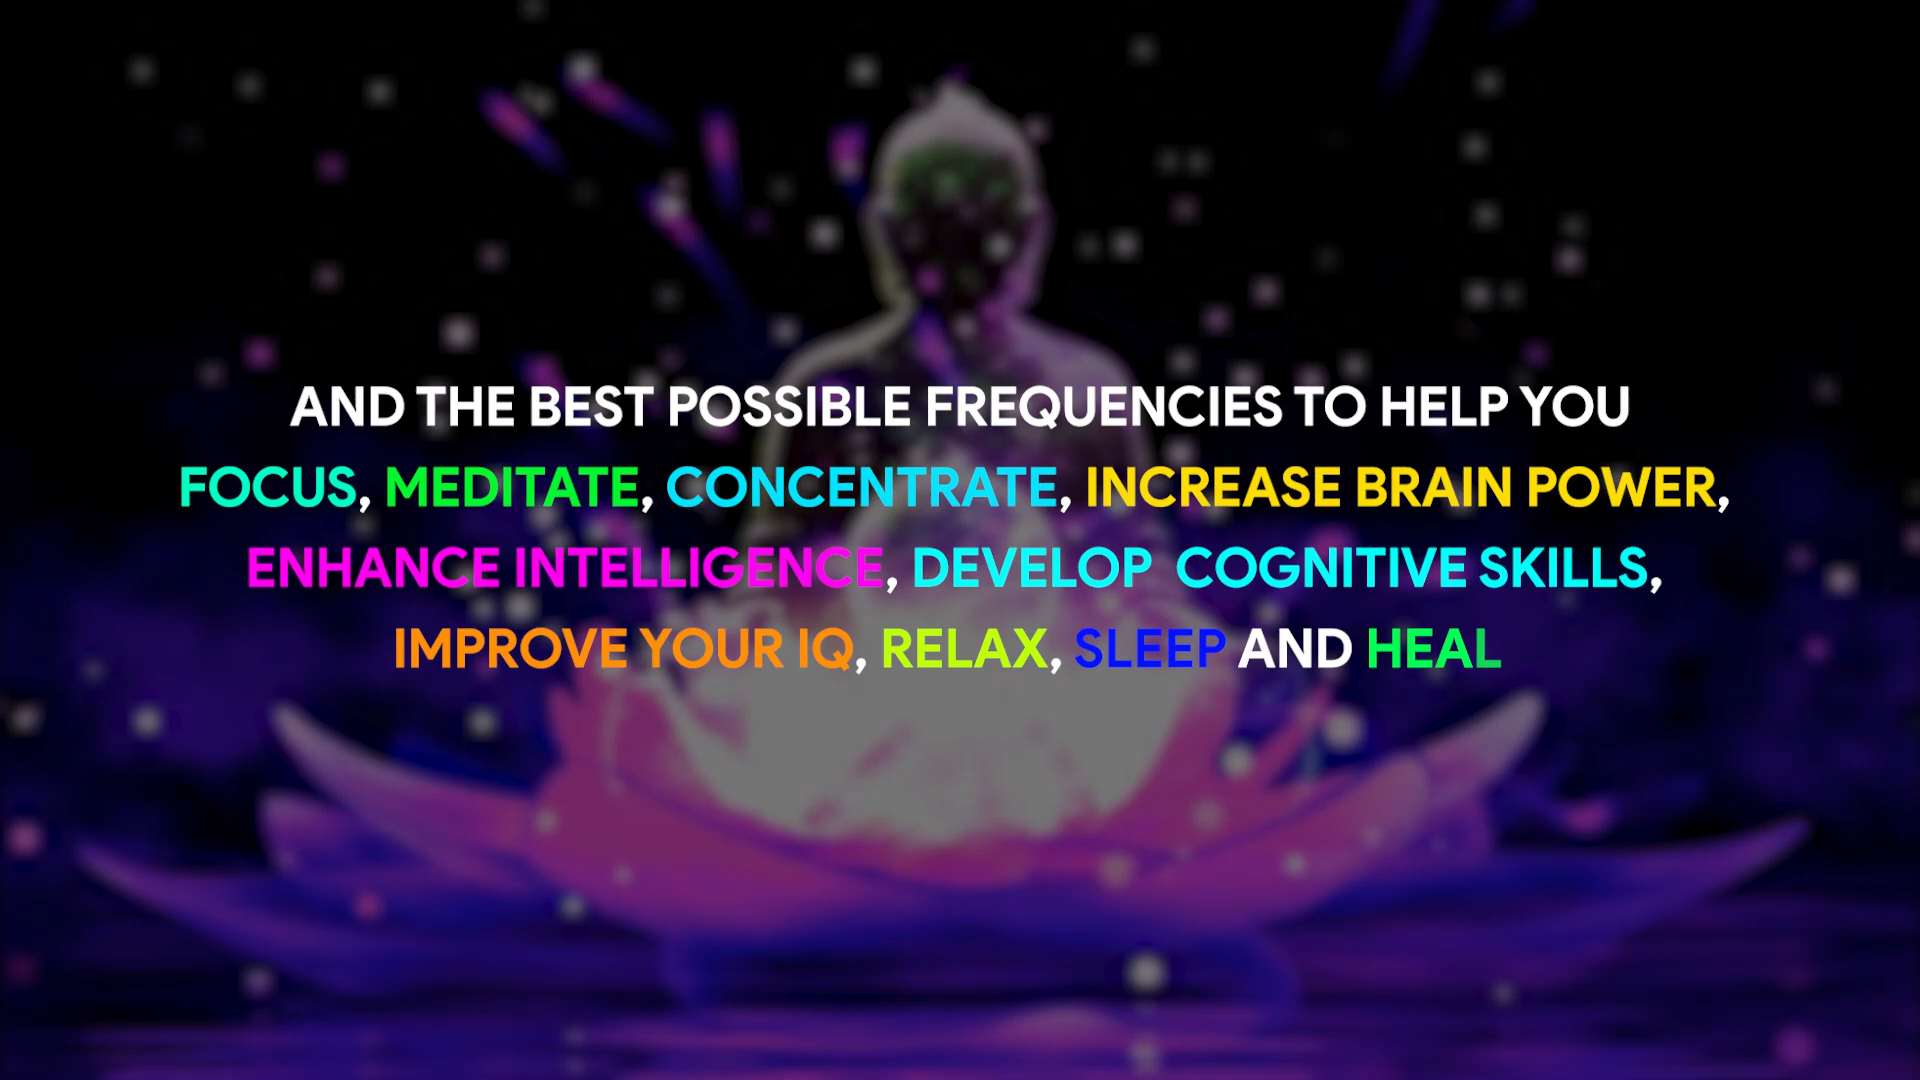 AND THE BEST POSSIBLE FREQUENCIES TO HELP YOU
FOCUS, MEDITATE, CONCENTRATE, INCREASE BRAIN POWER,
ENHANCE INTELLIGENCE, DEVELOP COGNITIVE SKILLS,
IMPROVE YOUR IQ, RELAX, SLEEP AND HEAL